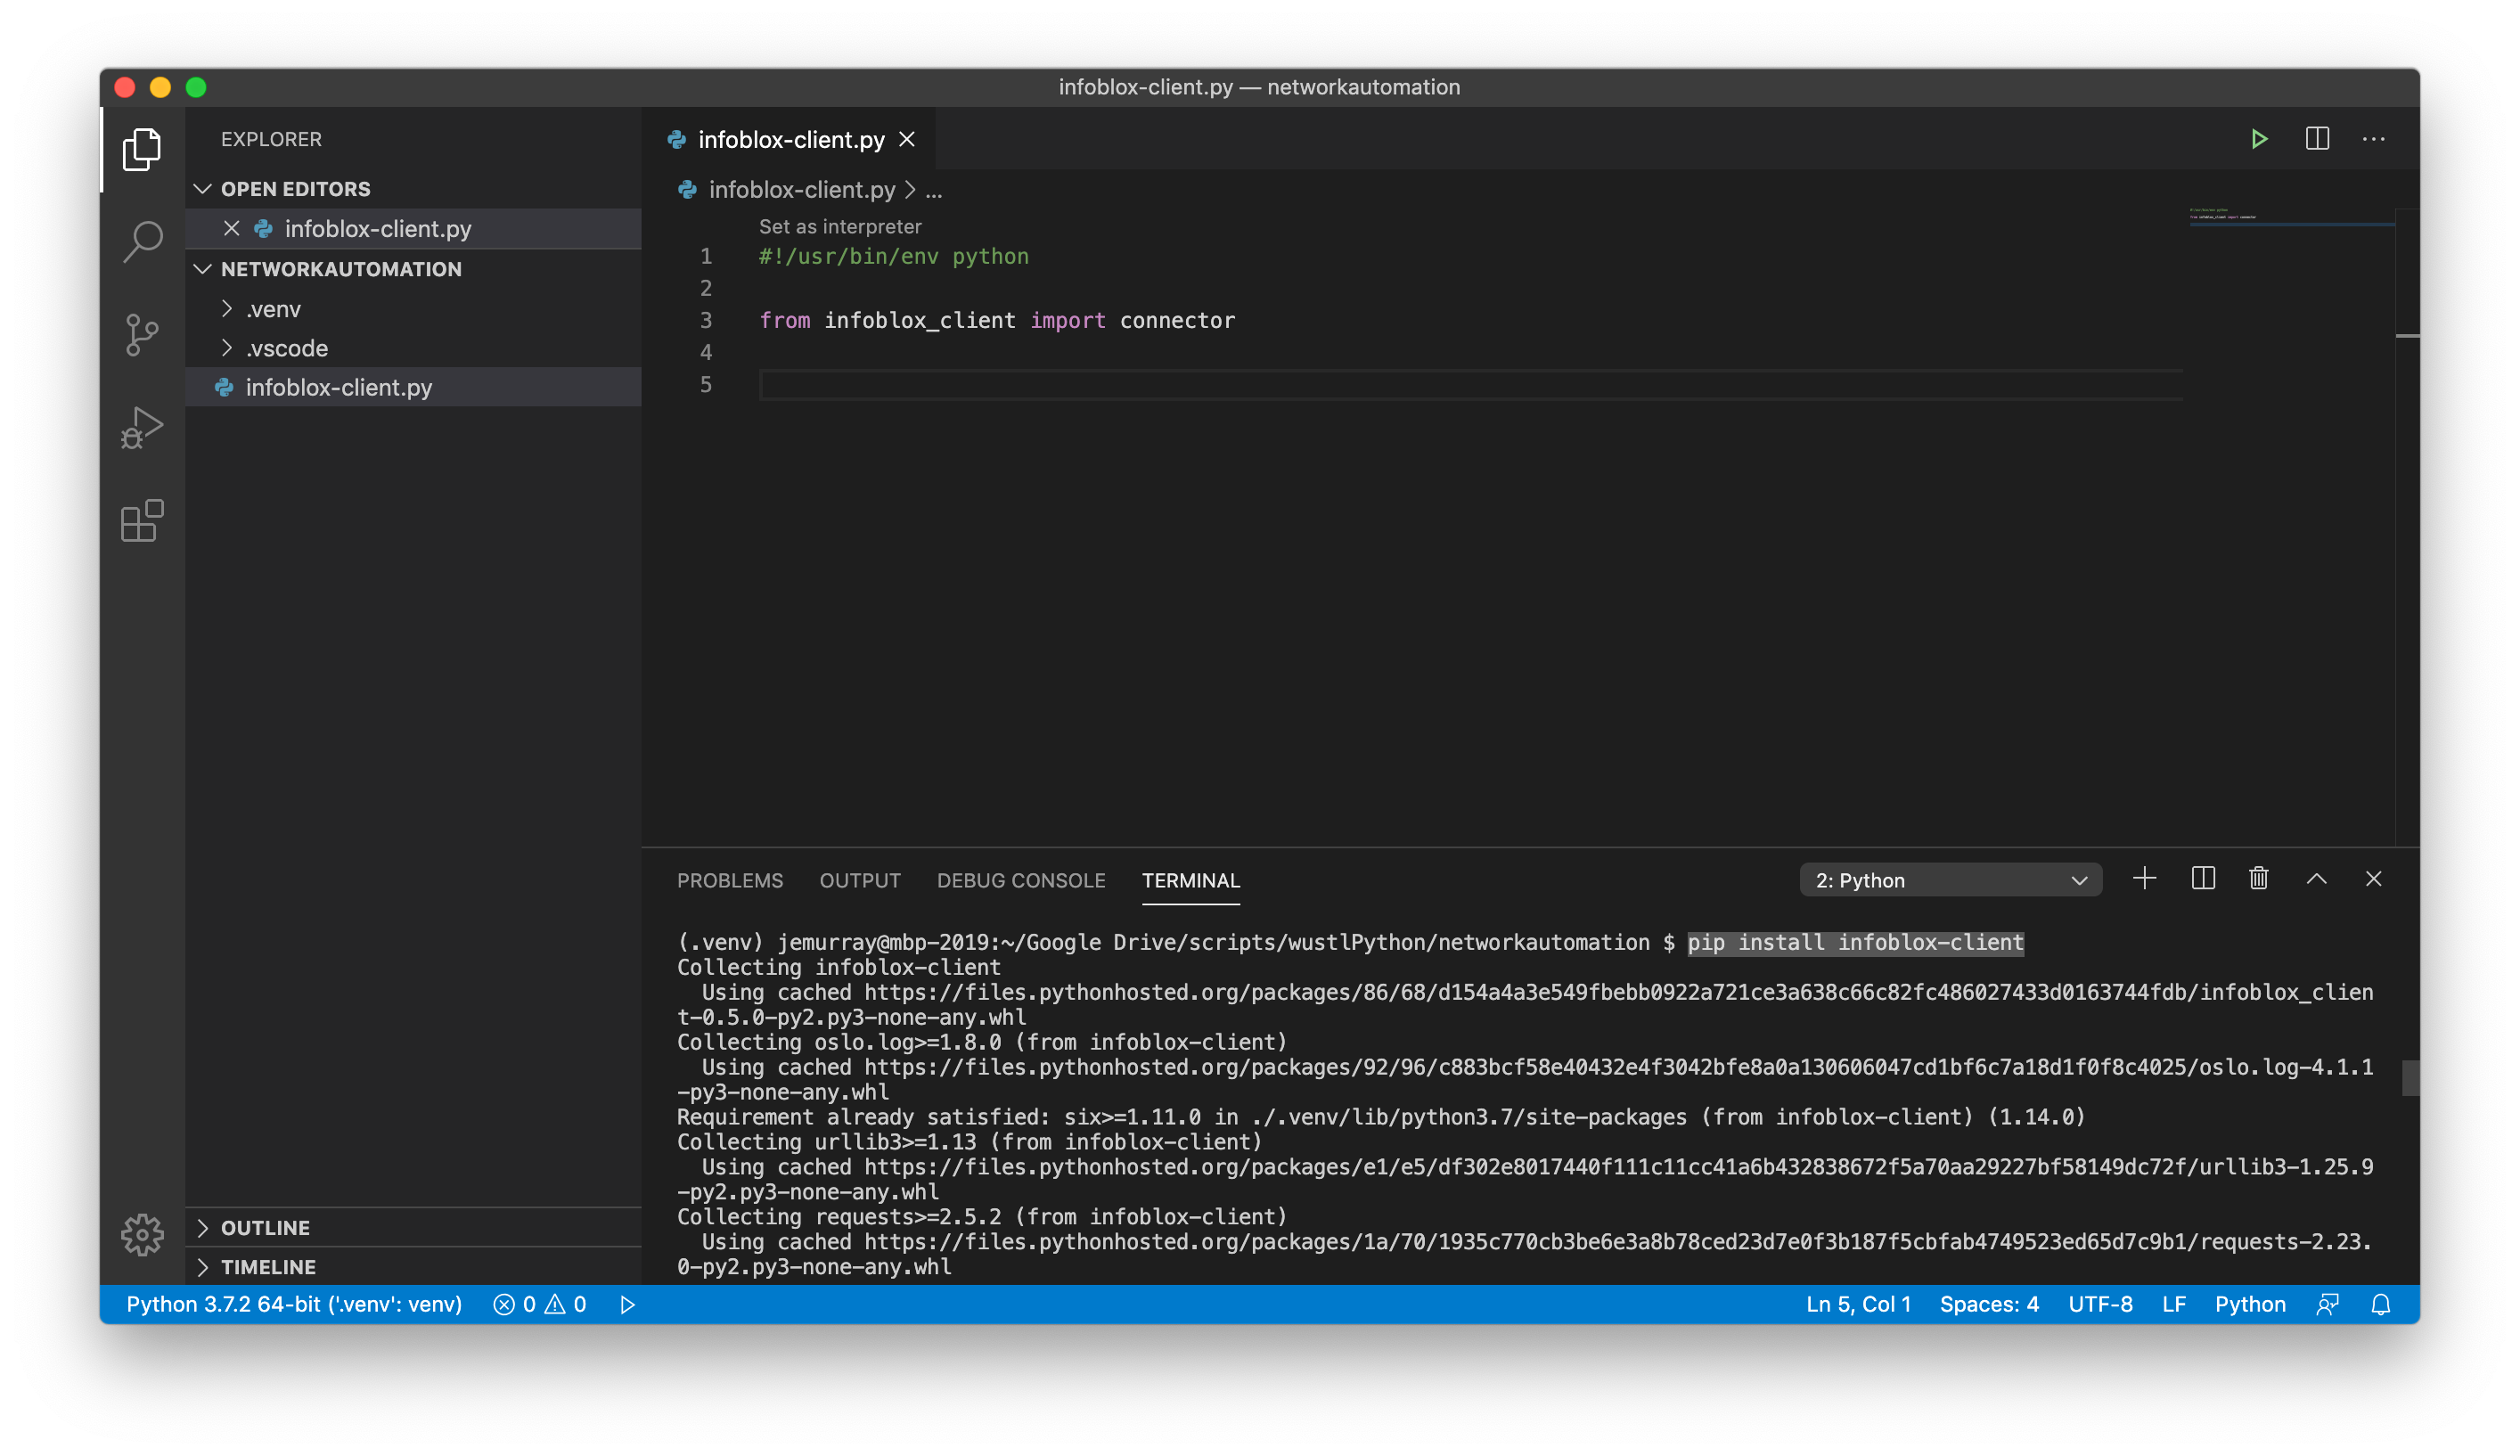 infoblox-client.py — networkautomation
EXPLORER
OPEN EDITORS
infoblox-client.py
NETWORKAUTOMATION
.venv
.vscode
infoblox-client.py
OUTLINE
TIMELINE
infoblox-client.py
infoblox-client.py > ...
Set as interpreter
1 #!/usr/bin/env python
2
3 from infoblox_client import connector
4
5
PROBLEMS OUTPUT DEBUG CONSOLE TERMINAL 2: Python
(.venv) jemurray@mbp-2019:~/Google Drive/scripts/wustlPython/networkautomation $ pip install infoblox-client
Collecting infoblox-client
  Using cached https://files.pythonhosted.org/packages/86/68/d154a4a3e549fbebb0922a721ce3a638c66c82fc486027433d0163744fdb/infoblox_clien
t-0.5.0-py2.py3-none-any.whl
Collecting oslo.log>=1.8.0 (from infoblox-client)
  Using cached https://files.pythonhosted.org/packages/92/96/c883bcf58e40432e4f3042bfe8a0a130606047cd1bf6c7a18d1f0f8c4025/oslo.log-4.1.1
-py3-none-any.whl
Requirement already satisfied: six>=1.11.0 in ./.venv/lib/python3.7/site-packages (from infoblox-client) (1.14.0)
Collecting urllib3>=1.13 (from infoblox-client)
  Using cached https://files.pythonhosted.org/packages/e1/e5/df302e8017440f111c11cc41a6b432838672f5a70aa29227bf58149dc72f/urllib3-1.25.9
-py2.py3-none-any.whl
Collecting requests>=2.5.2 (from infoblox-client)
  Using cached https://files.pythonhosted.org/packages/1a/70/1935c770cb3be6e3a8b78ced23d7e0f3b187f5cbfab4749523ed65d7c9b1/requests-2.23.
0-py2.py3-none-any.whl
Python 3.7.2 64-bit ('.venv': venv) 0 0 Ln 5, Col 1 Spaces: 4 UTF-8 LF Python